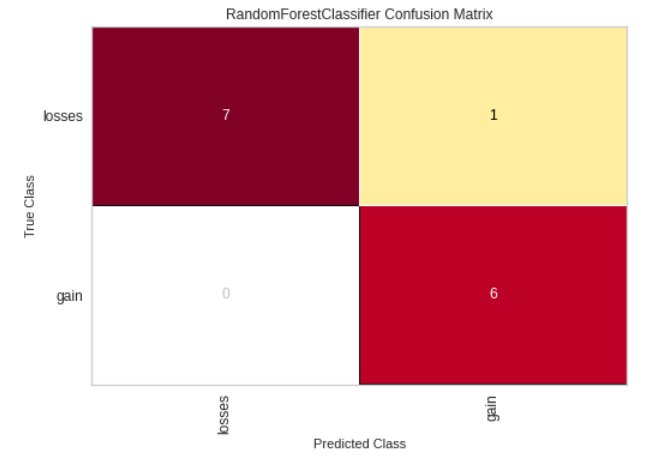 RandomForestClassifier Confusion Matrix
losses
7
1
True Class
gain
0
6
losses
gain
Predicted Class